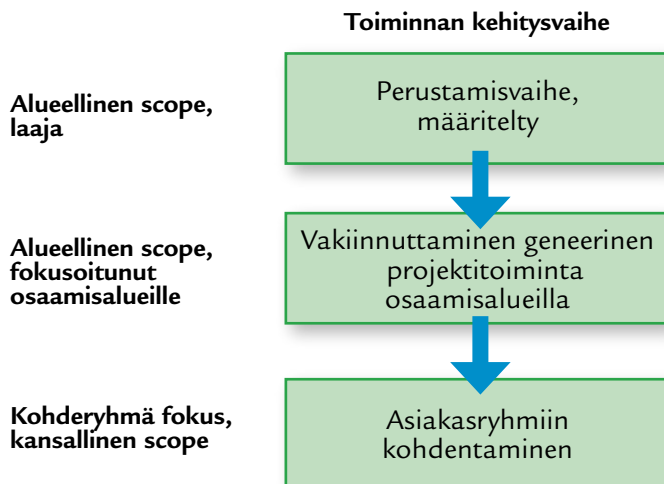 Toiminnan kehitysvaihe
Alueellinen scope,
laaja
Perustamisvaihe,
määritelty
Alueellinen scope,
fokusoitunut
osaamisalueille
Vakiinnuttaminen geneerinen
projektitoiminta
osaamisalueilla
Kohderyhmä fokus,
kansallinen scope
Asiakasryhmiin
kohdentaminen